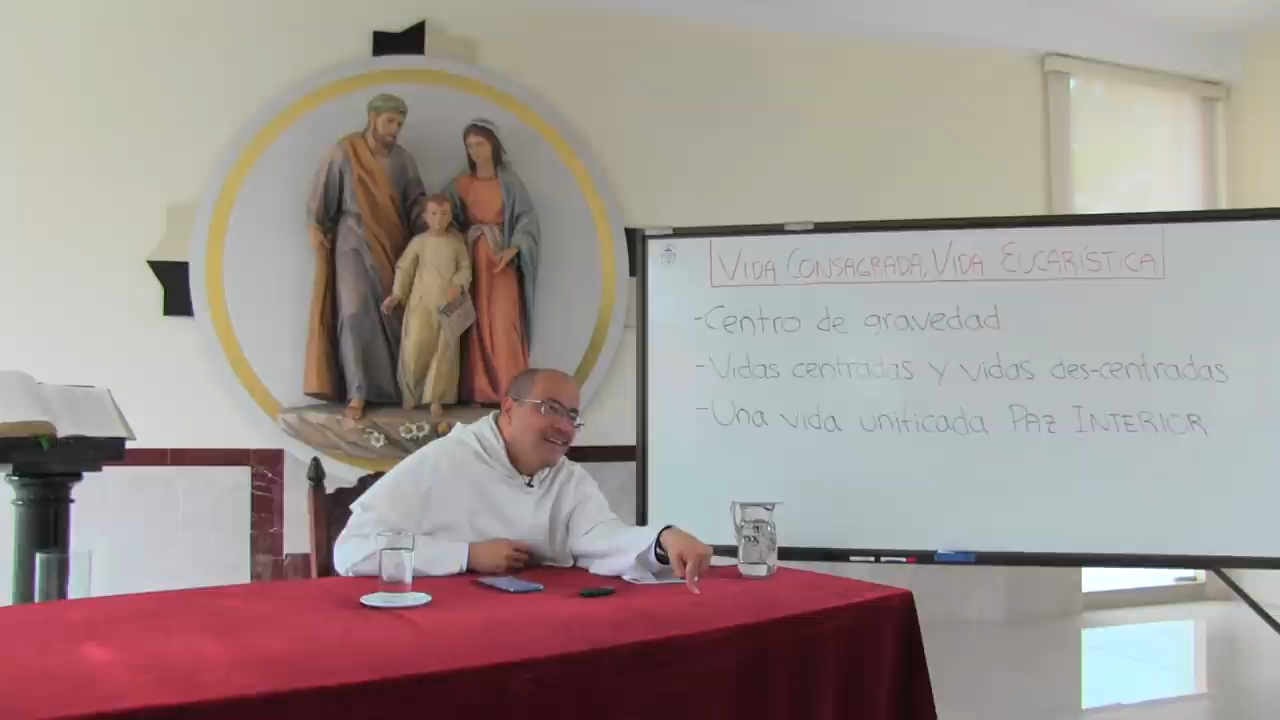 VIDA CONSAGRADA, VIDA EUCARÍSTICA
-Centro de gravedad
-Vidas centradas y vidas des-centradas
-Una vida unificada PAZ INTERIOR